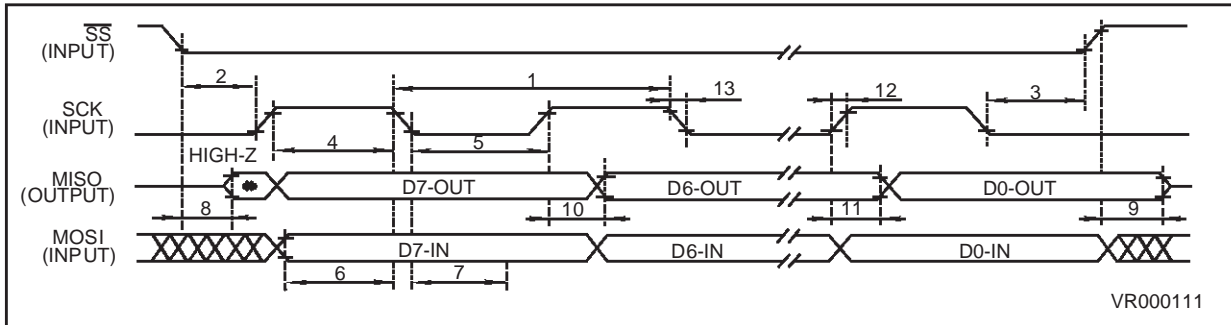 SS
(INPUT)
2
1
13
12
3
SCK
(INPUT)
4
5
HIGH-Z
MISO
(OUTPUT)
D7-OUT
D6-OUT
D0-OUT
8
10
11
9
MOSI
(INPUT)
D7-IN
D6-IN
D0-IN
6
7
VR000111